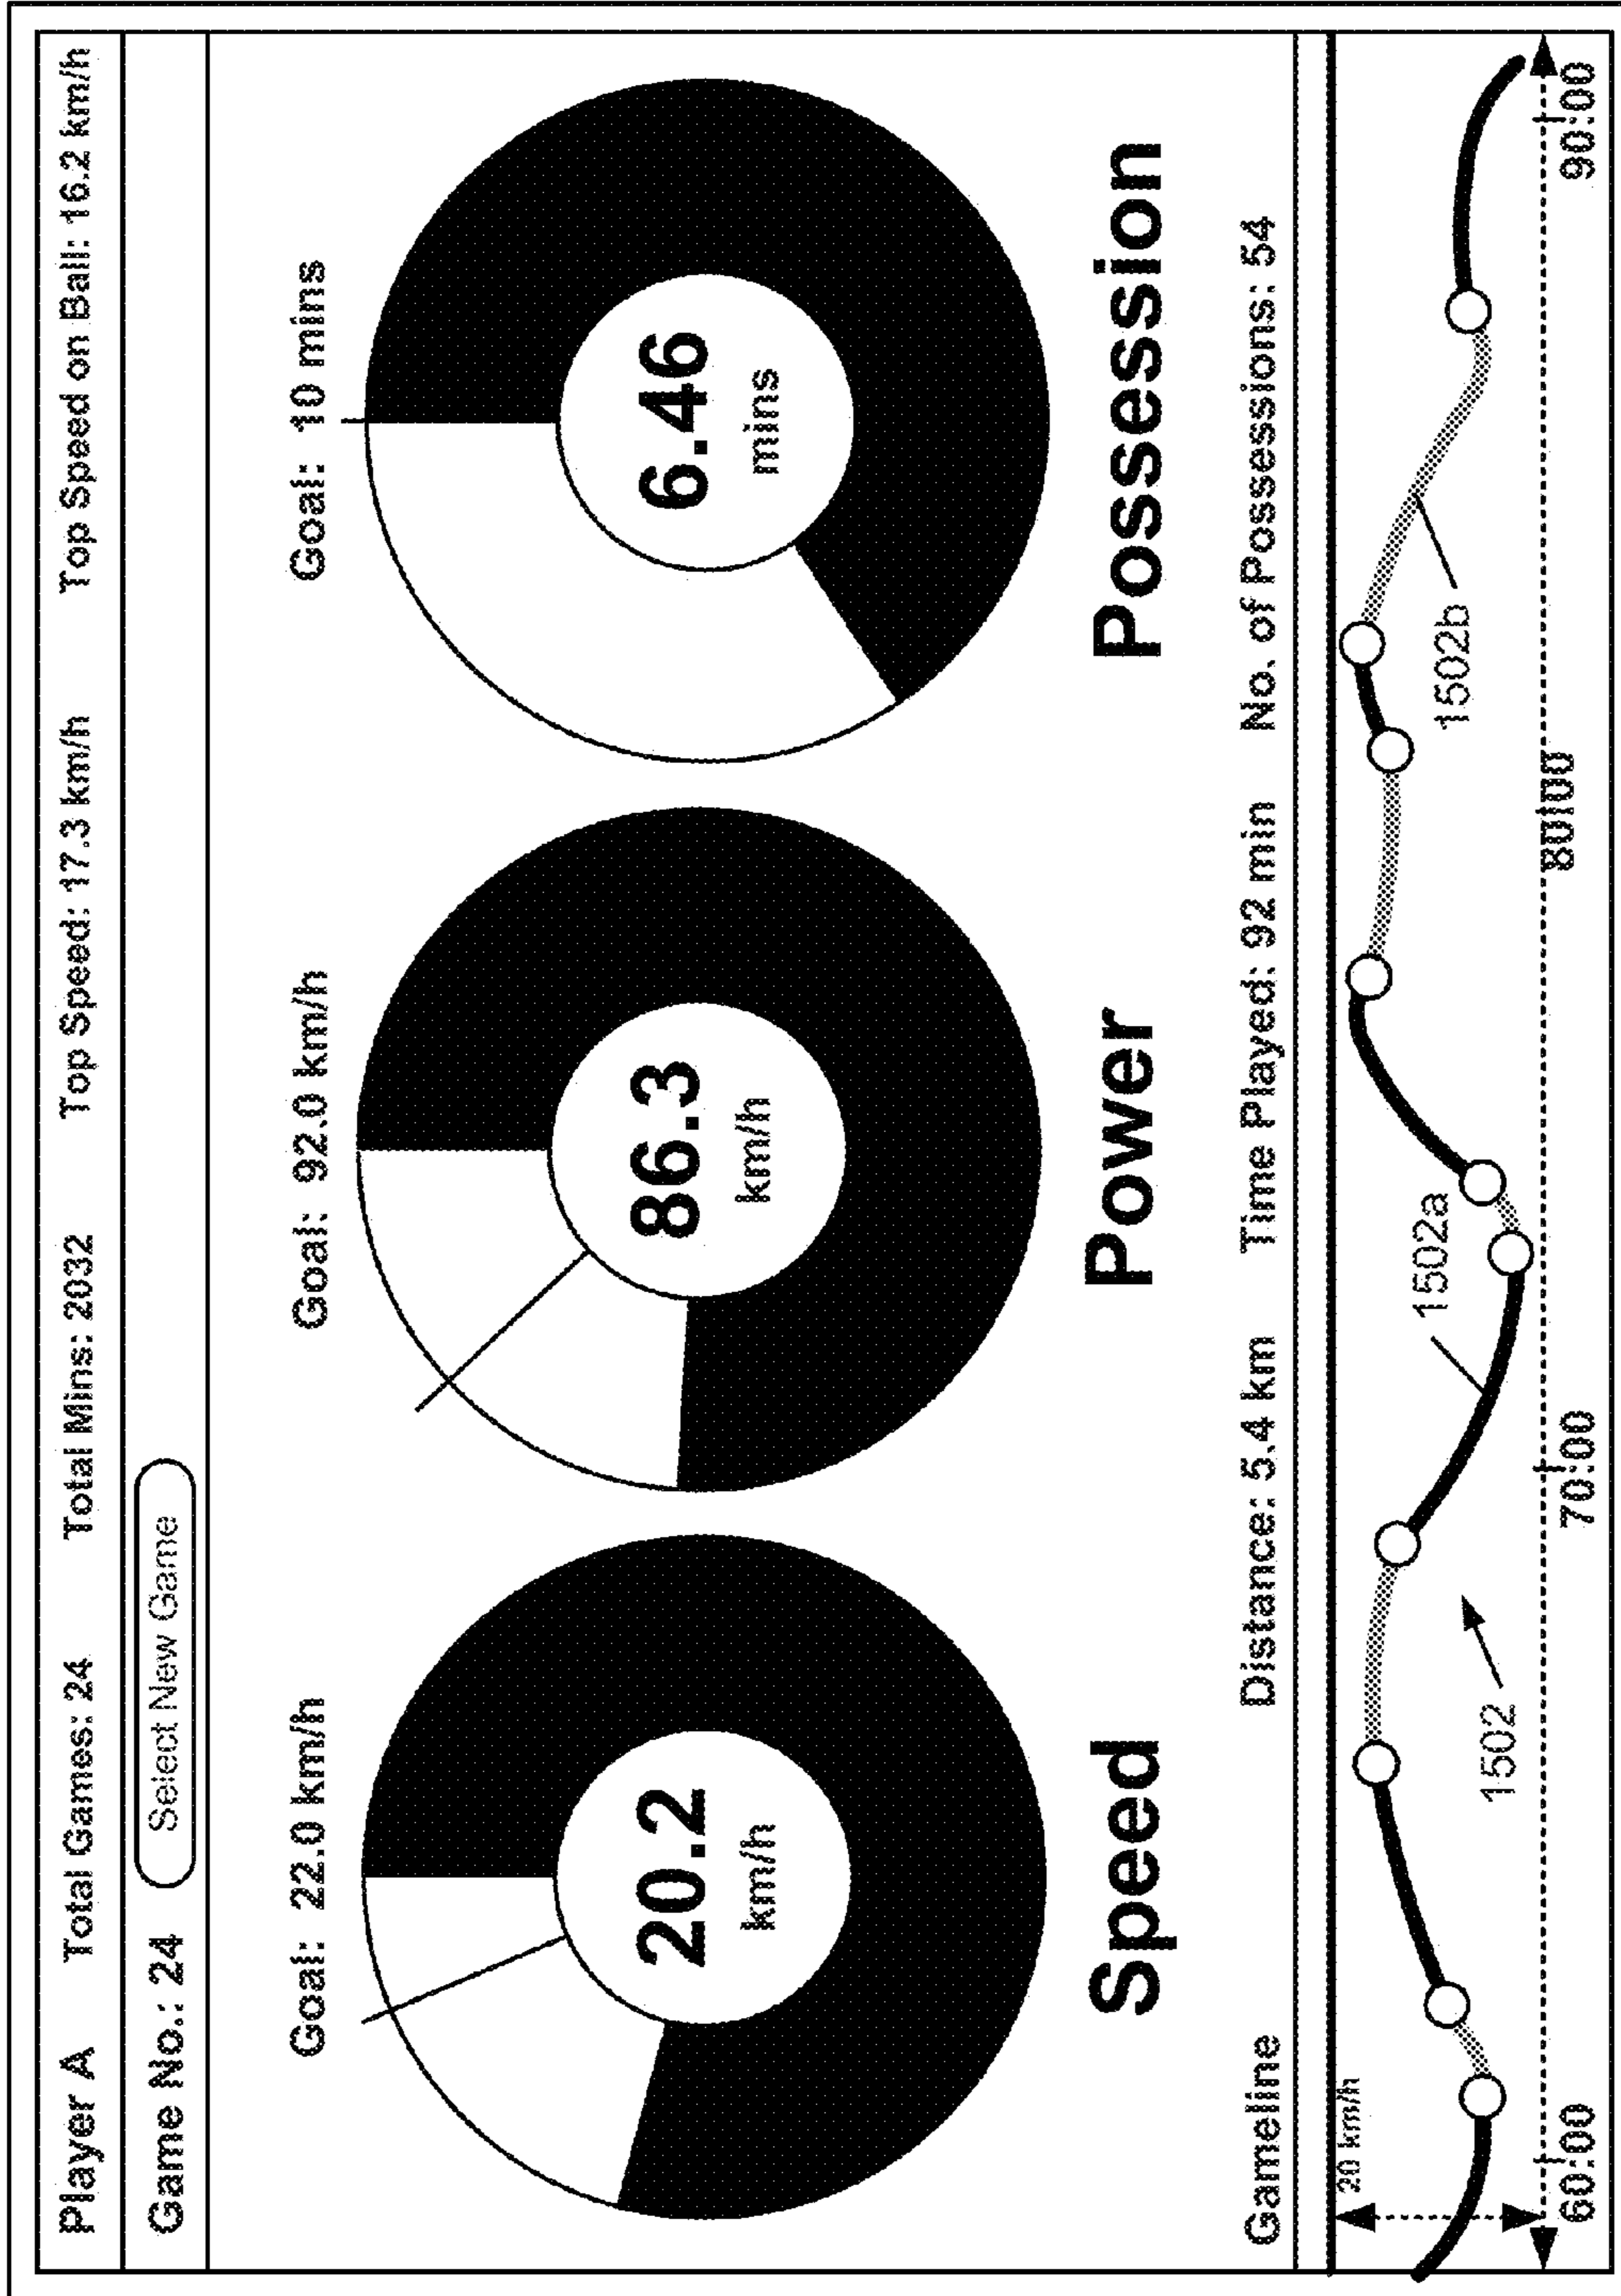 Player A Total Games: 24 Total Mins: 2032 Top Speed: 17.3 km/h Top Speed on Ball: 16.2 km/h
Game No.: 24 Select New Game
Goal: 22.0 km/h Goal: 92.0 km/h Goal: 10 mins
20.2 86.3 6.46
km/h km/h mins
Speed Power Possession
Gameline Distance: 5.4 km Time Played: 92 min No. of Possessions: 54
20 km/h
1502 1502a 1502b
60:00 70:00 80:00 90:00